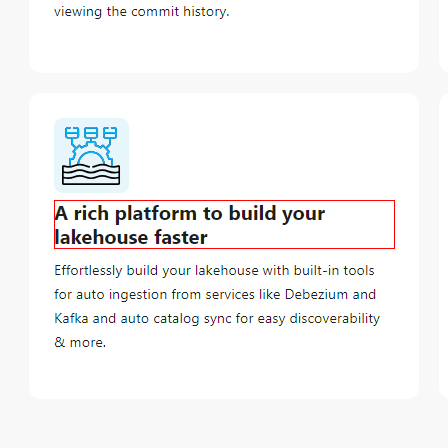 viewing the commit history.
A rich platform to build your
lakehouse faster
Effortlessly build your lakehouse with built-in tools
for auto ingestion from services like Debezium and
Kafka and auto catalog sync for easy discoverability
& more.